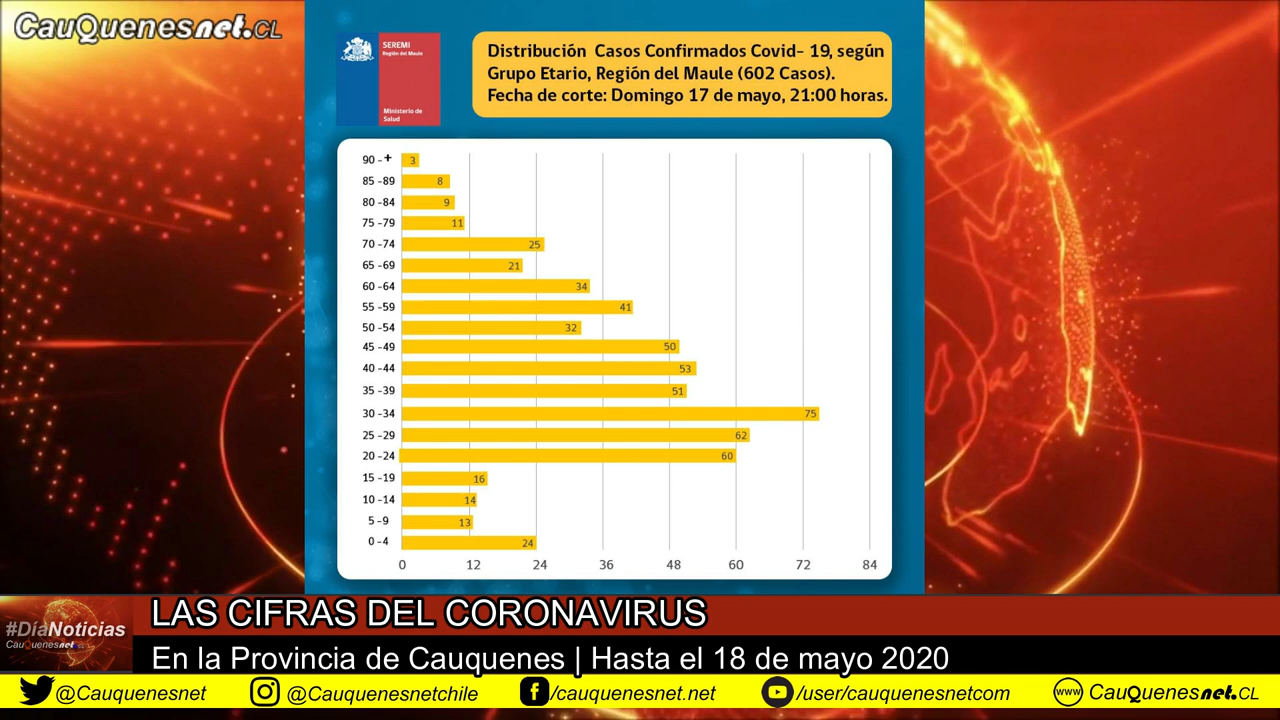 CauQuenesnet.CL
SEREMI
Región del Maule
Ministerio de
Salud
Distribución Casos Confirmados Covid- 19, según
Grupo Etario, Región del Maule (602 Casos).
Fecha de corte: Domingo 17 de mayo, 21:00 horas.
90 -+ 3
85 -89 8
80 -84 9
75 -79 11
70 -74 25
65 -69 21
60 -64 34
55 -59 41
50 -54 32
45 -49 50
40 -44 53
35 -39 51
30 -34 75
25 -29 62
20 -24 60
15 -19 16
10 -14 14
5 -9 13
0 -4 24
0 12 24 36 48 60 72 84
LAS CIFRAS DEL CORONAVIRUS
#DíaNoticias
CauQuenesnet.CL
En la Provincia de Cauquenes | Hasta el 18 de mayo 2020
@Cauquenesnet @Cauquenesnetchile /cauquenes.net /user/cauquenesnetcom www CauQuenesnet.CL